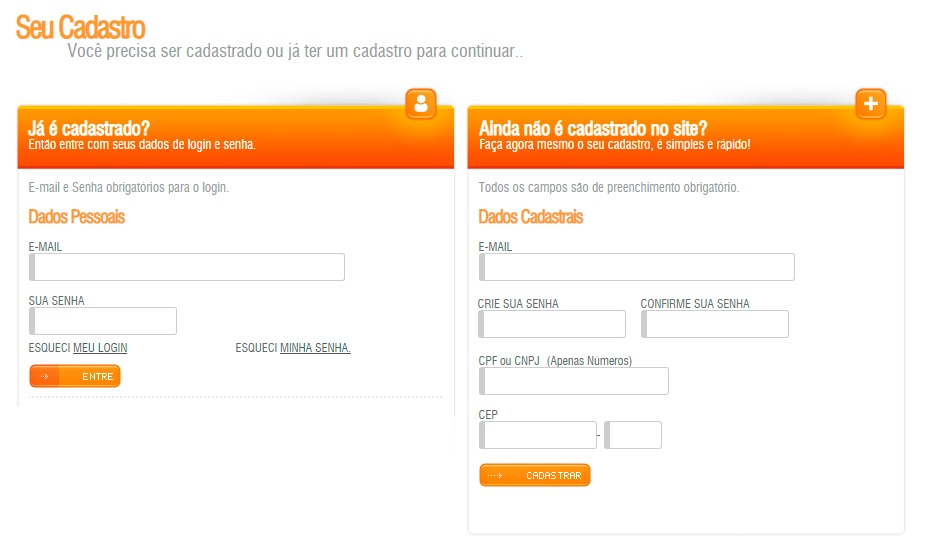 Seu Cadastro
Você precisa ser cadastrado ou já ter um cadastro para continuar..
Já é cadastrado?
Então entre com seus dados de login e senha.
E-mail e Senha obrigatórios para o login.
Dados Pessoais
E-MAIL
SUA SENHA
ESQUECI MEU LOGIN ESQUECI MINHA SENHA.
ENTRE
Ainda não é cadastrado no site?
Faça agora mesmo o seu cadastro, é simples e rápido!
Todos os campos são de preenchimento obrigatório.
Dados Cadastrais
E-MAIL
CRIE SUA SENHA CONFIRME SUA SENHA
CPF ou CNPJ (Apenas Números)
CEP
-
CADASTRAR